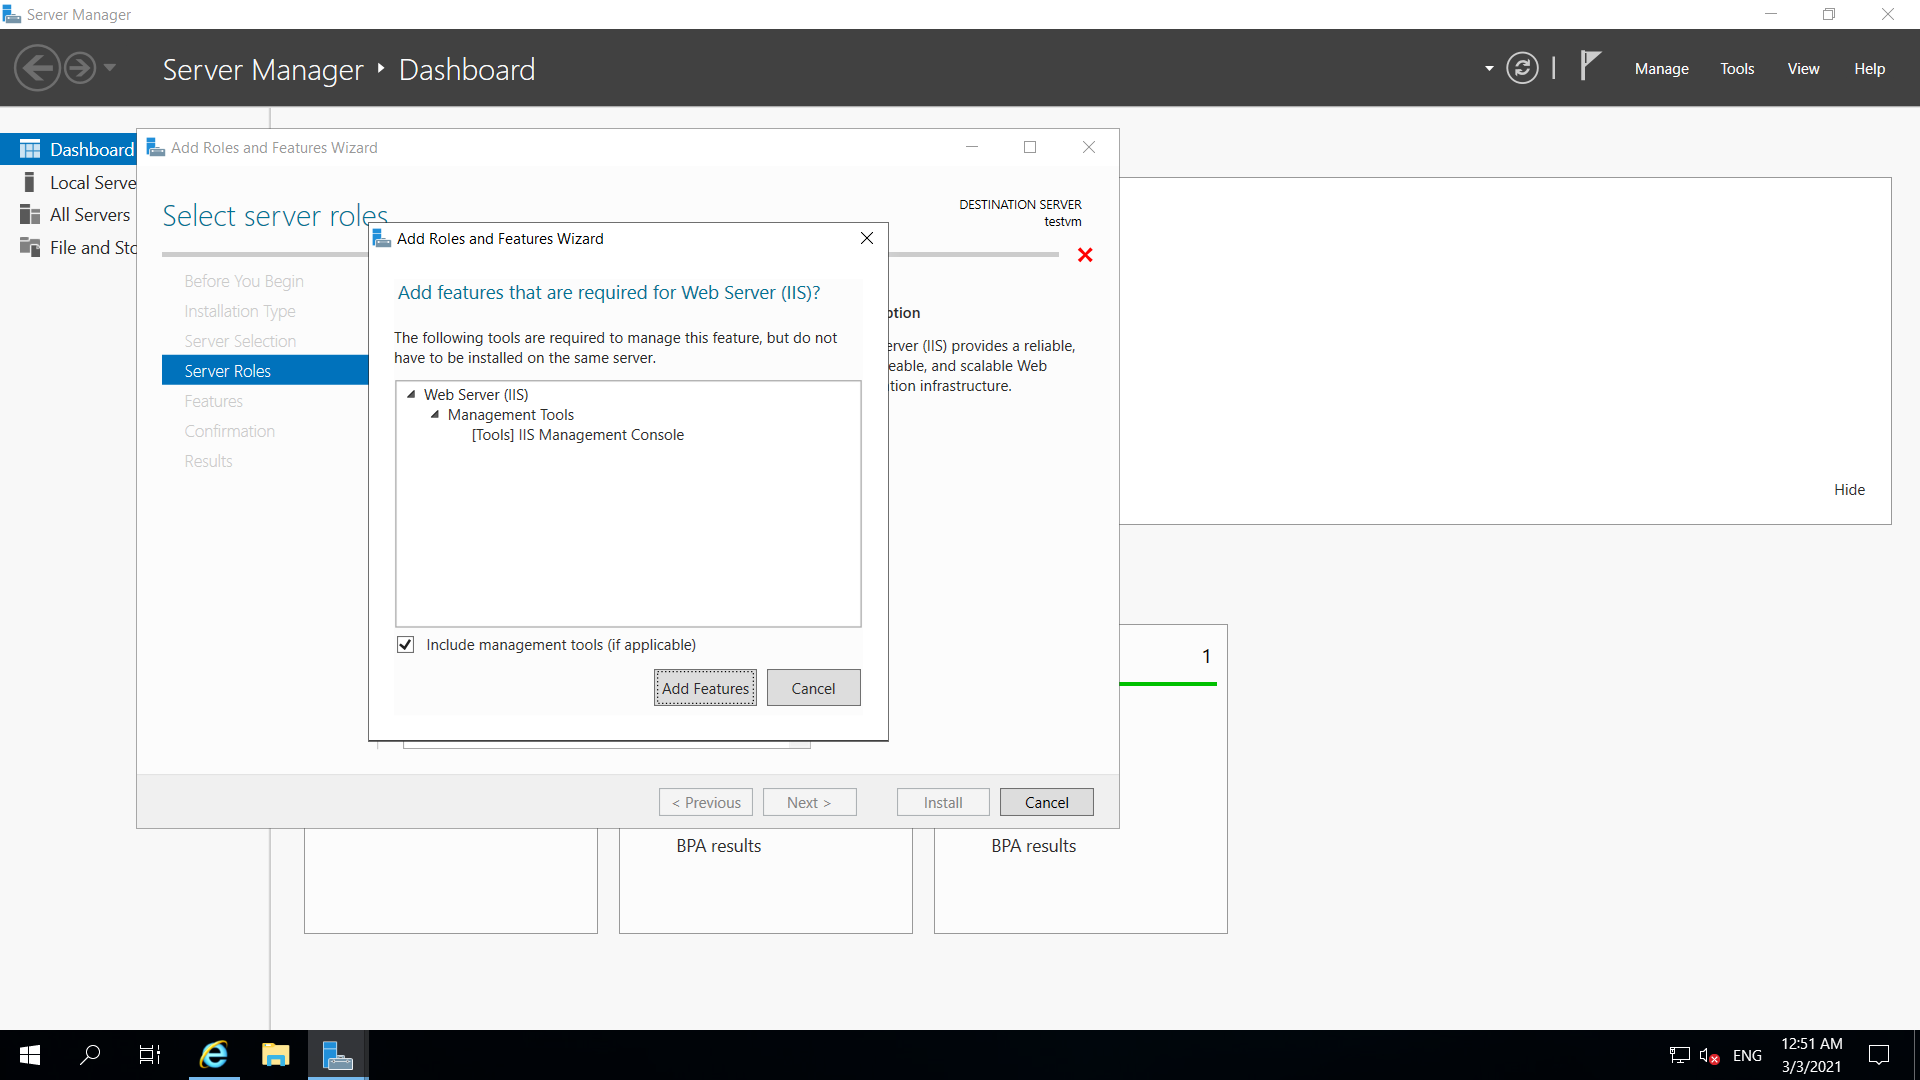 Server Manager
Server Manager Dashboard
Manage Tools View Help
Dashboard
Local Serve
All Servers
File and Sto
Add Roles and Features Wizard
Select server roles
DESTINATION SERVER
testvm
Before You Begin
Installation Type
Server Selection
Server Roles
Features
Confirmation
Results
Add Roles and Features Wizard
Add features that are required for Web Server (IIS)?
The following tools are required to manage this feature, but do not
have to be installed on the same server.
Web Server (IIS)
Management Tools
[Tools] IIS Management Console
Include management tools (if applicable)
Add Features Cancel
ption
erver (IIS) provides a reliable,
eable, and scalable Web
tion infrastructure.
< Previous Next > Install Cancel
Hide
1
BPA results
BPA results
ENG
12:51 AM
3/3/2021